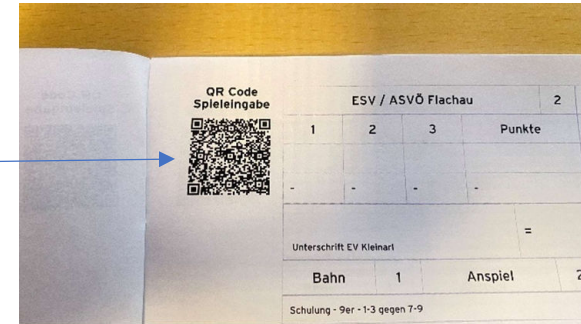 QR Code
Spieleingabe
ESV / ASVÖ Flachau 2
1 2 3 Punkte
- - - -
=
Unterschrift EV Kleinarl
Bahn 1 Anspiel 2
Schulung - 9er - 1-3 gegen 7-9